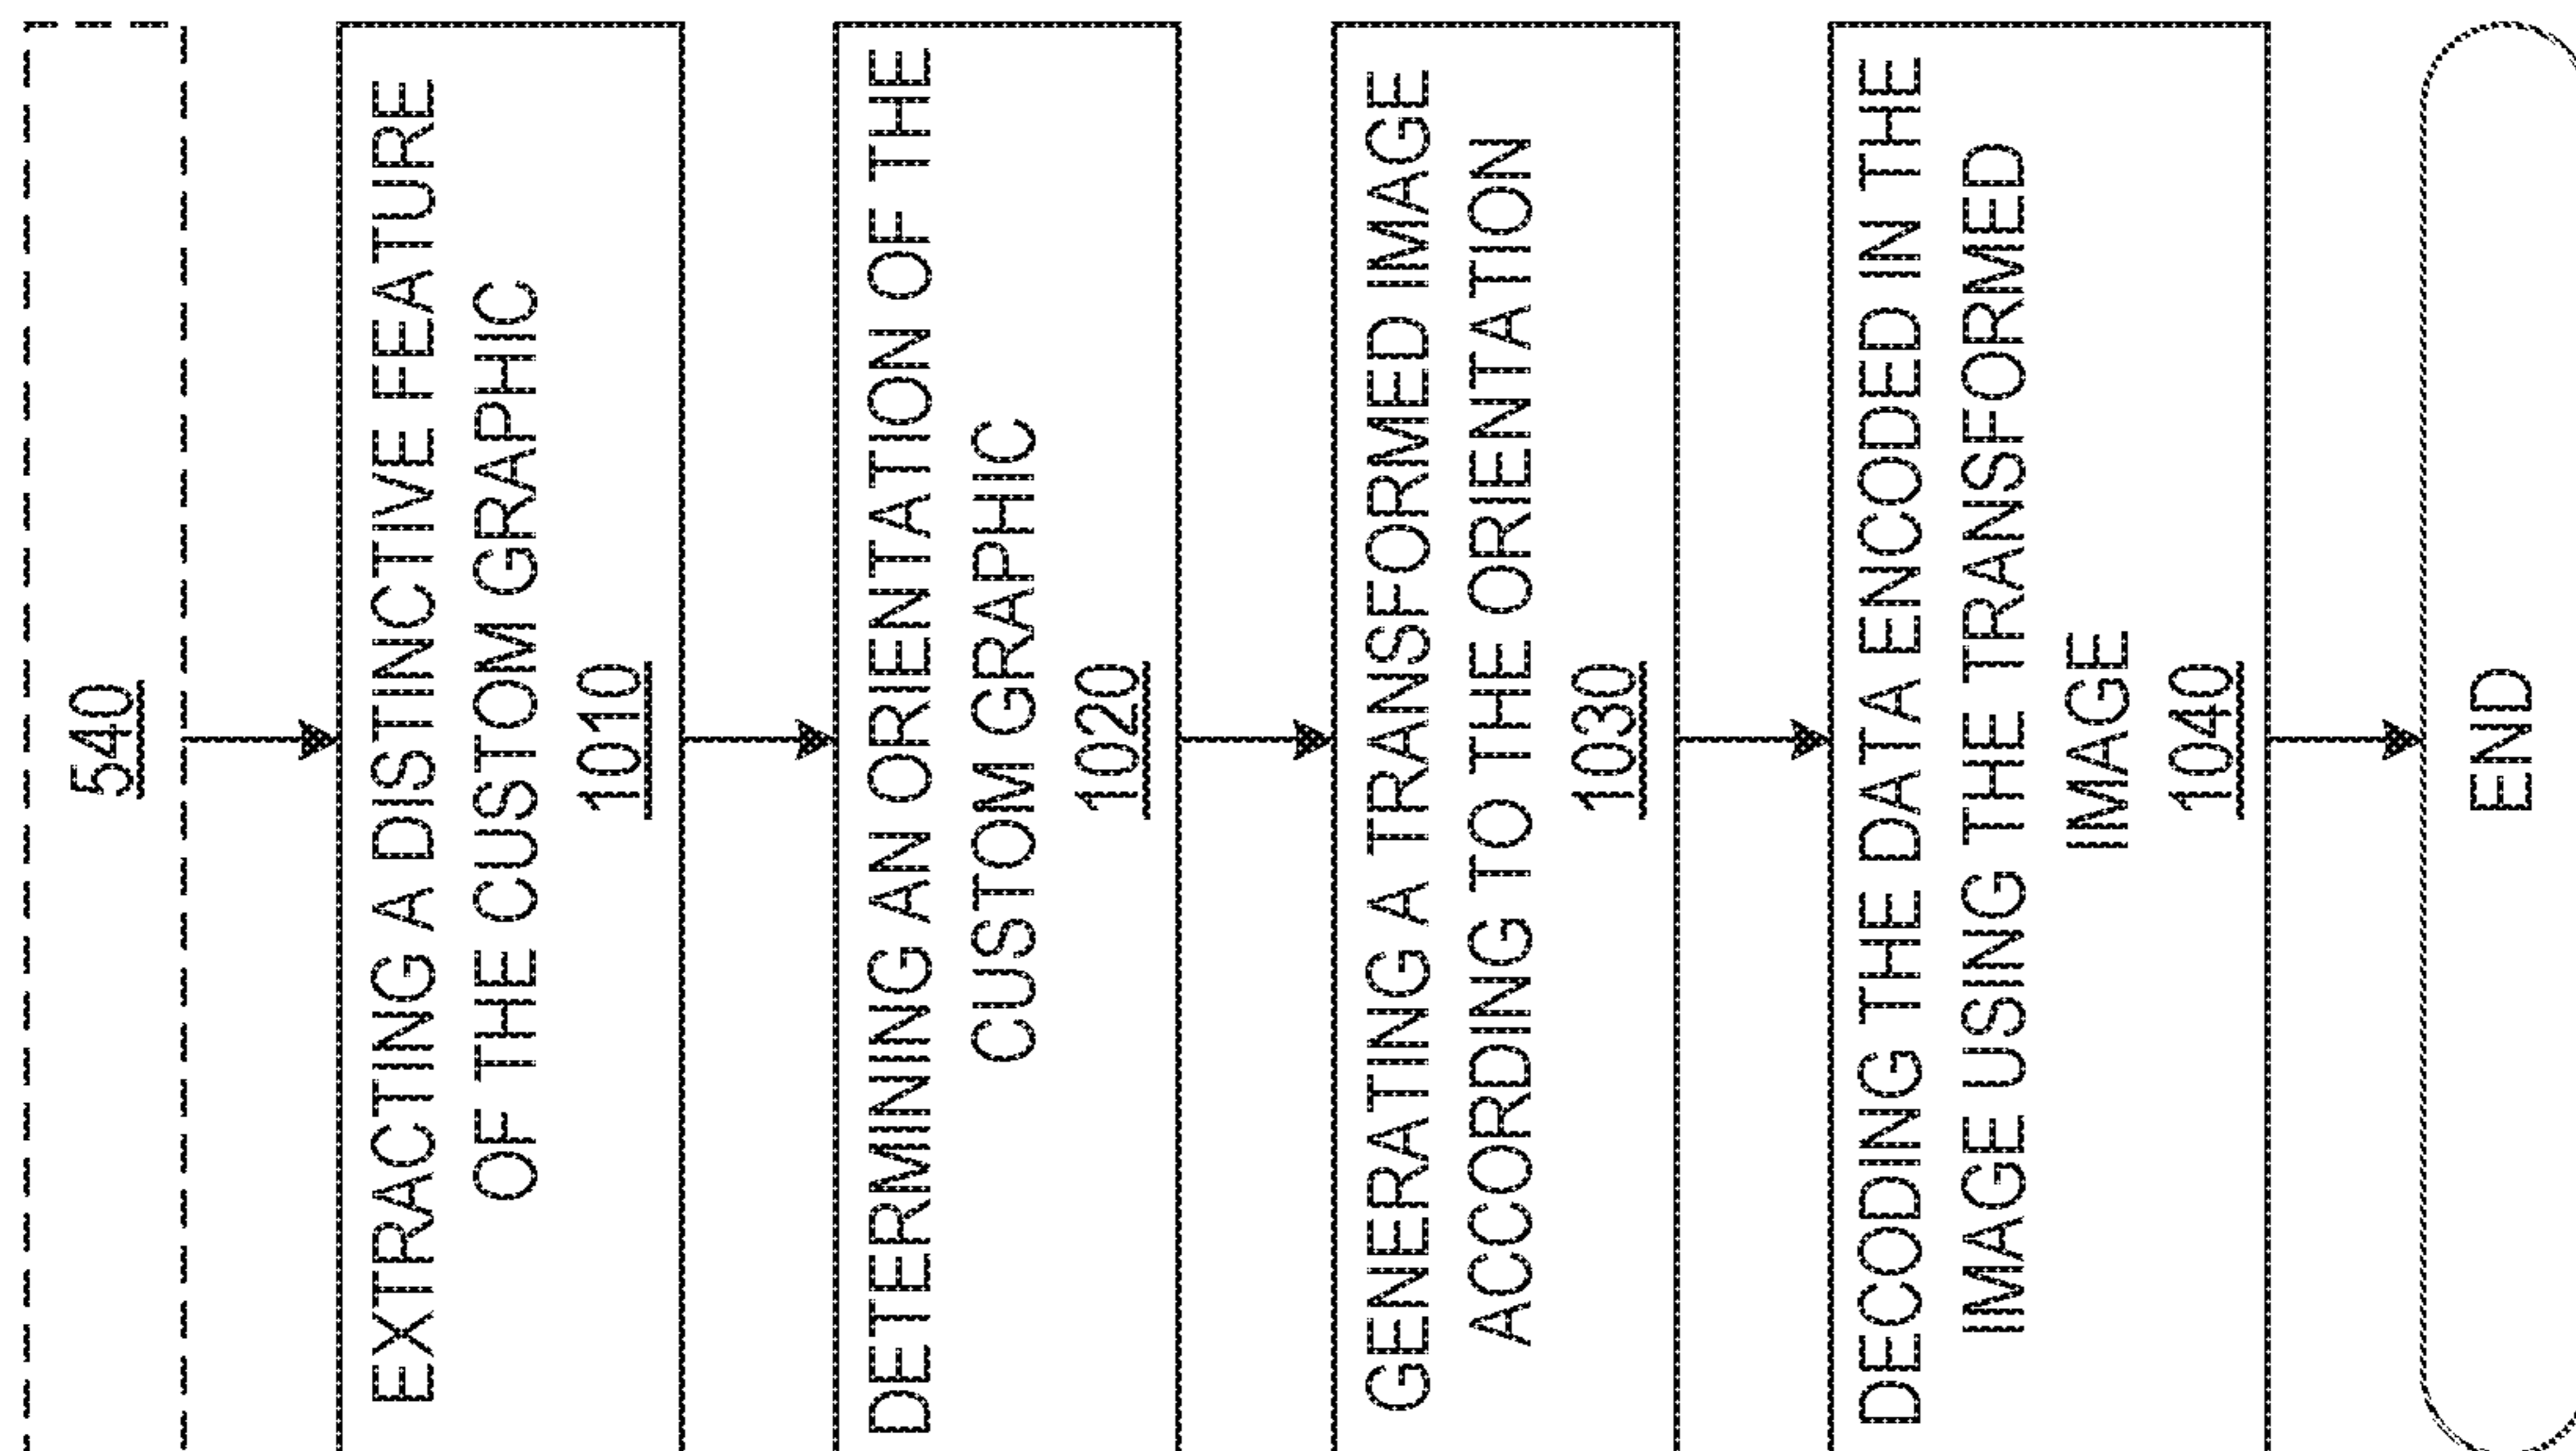 540
EXTRACTING A DISTINCTIVE FEATURE
OF THE CUSTOM GRAPHIC
1010
DETERMINING AN ORIENTATION OF THE
CUSTOM GRAPHIC
1020
GENERATING A TRANSFORMED IMAGE
ACCORDING TO THE ORIENTATION
1030
DECODING THE DATA ENCODED IN THE
IMAGE USING THE TRANSFORMED
IMAGE
1040
END